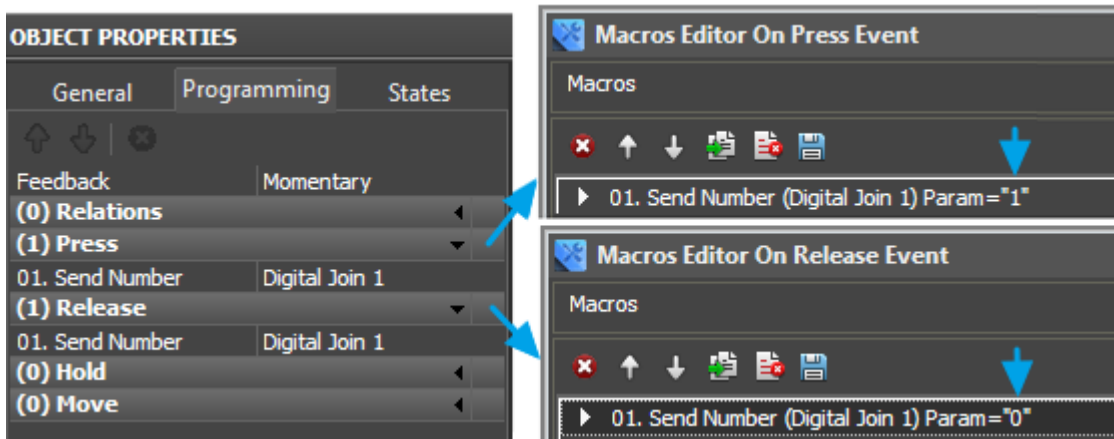 OBJECT PROPERTIES
General Programming States
Feedback Momentary
(0) Relations
(1) Press
01. Send Number Digital Join 1
(1) Release
01. Send Number Digital Join 1
(0) Hold
(0) Move
Macros Editor On Press Event
Macros
01. Send Number (Digital Join 1) Param="1"
Macros Editor On Release Event
Macros
01. Send Number (Digital Join 1) Param="0"